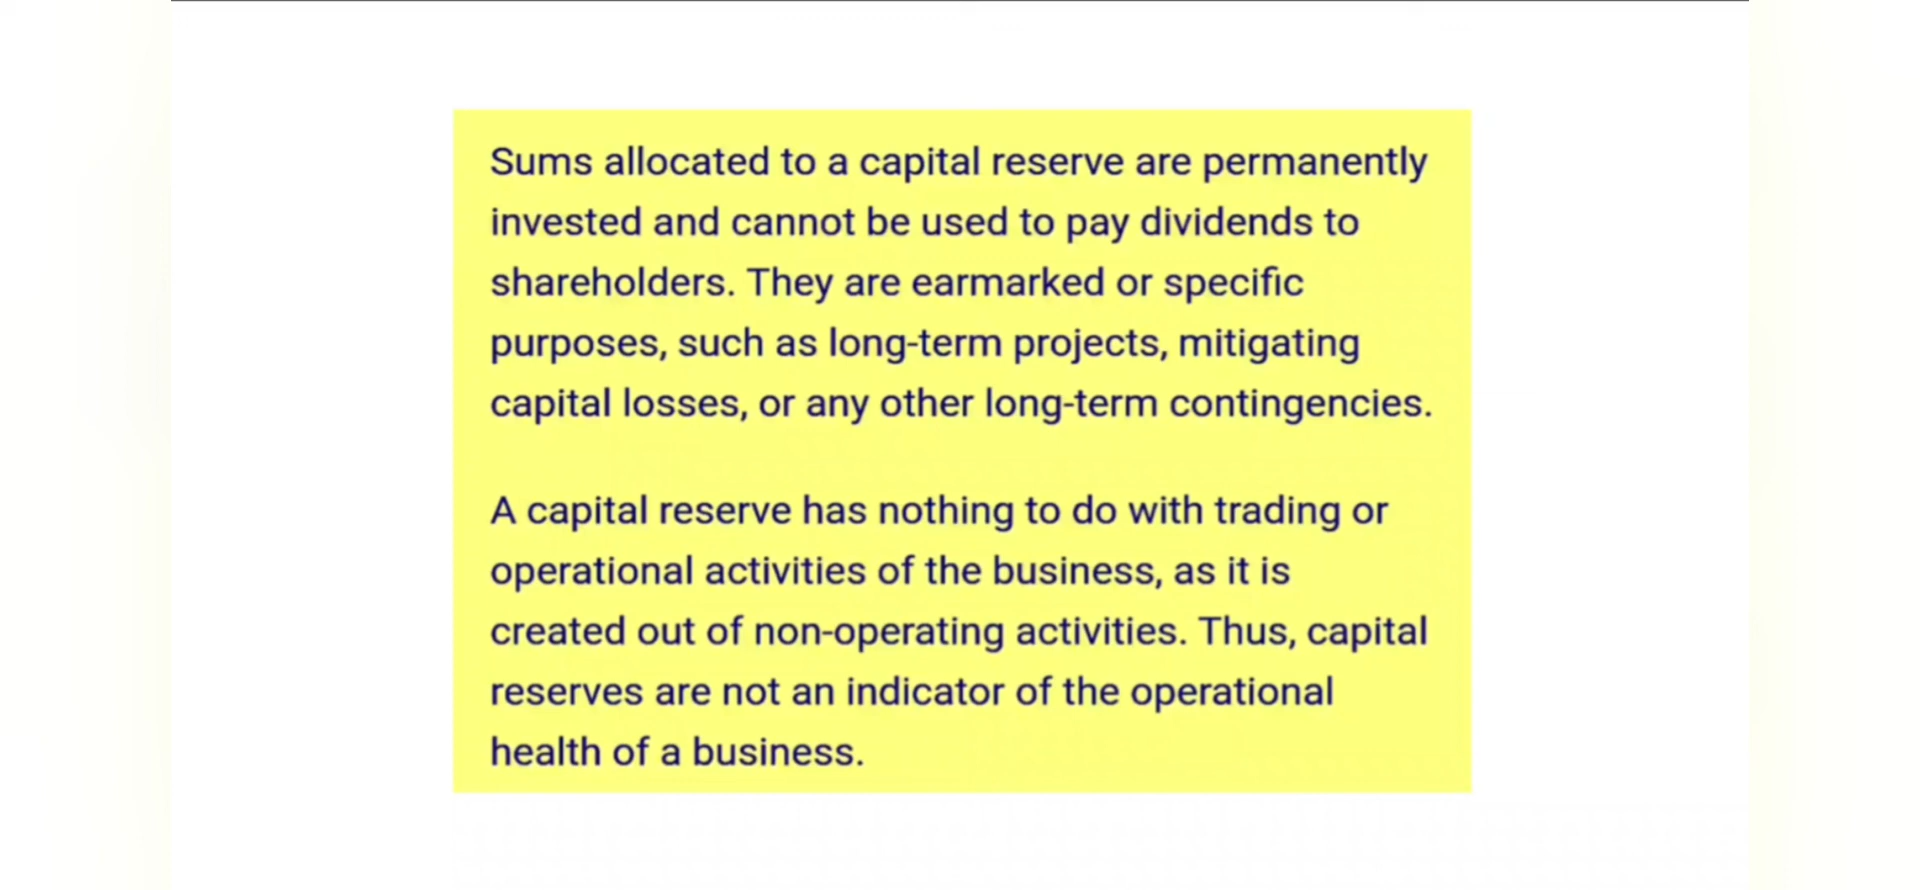 Sums allocated to a capital reserve are permanently
invested and cannot be used to pay dividends to
shareholders. They are earmarked or specific
purposes, such as long-term projects, mitigating
capital losses, or any other long-term contingencies.
A capital reserve has nothing to do with trading or
operational activities of the business, as it is
created out of non-operating activities. Thus, capital
reserves are not an indicator of the operational
health of a business.